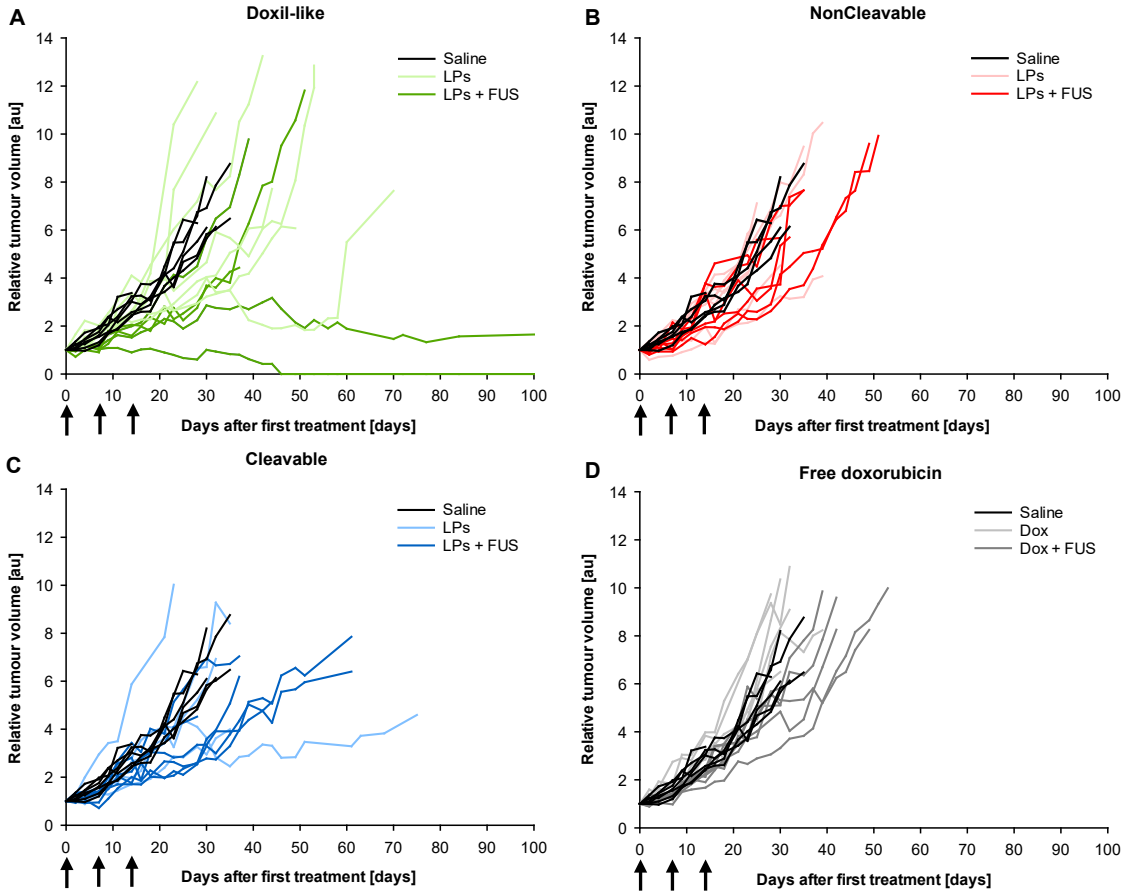 A
Doxil-like
Relative tumour volume [au]
14
12
10
8
6
4
2
0
Saline
LPs
LPs + FUS
0 10 20 30 40 50 60 70 80 90 100
Days after first treatment [days]
B
NonCleavable
Relative tumour volume [au]
14
12
10
8
6
4
2
0
Saline
LPs
LPs + FUS
0 10 20 30 40 50 60 70 80 90 100
Days after first treatment [days]
C
Cleavable
Relative tumour volume [au]
14
12
10
8
6
4
2
0
Saline
LPs
LPs + FUS
0 10 20 30 40 50 60 70 80 90 100
Days after first treatment [days]
D
Free doxorubicin
Relative tumour volume [au]
14
12
10
8
6
4
2
0
Saline
Dox
Dox + FUS
0 10 20 30 40 50 60 70 80 90 100
Days after first treatment [days]